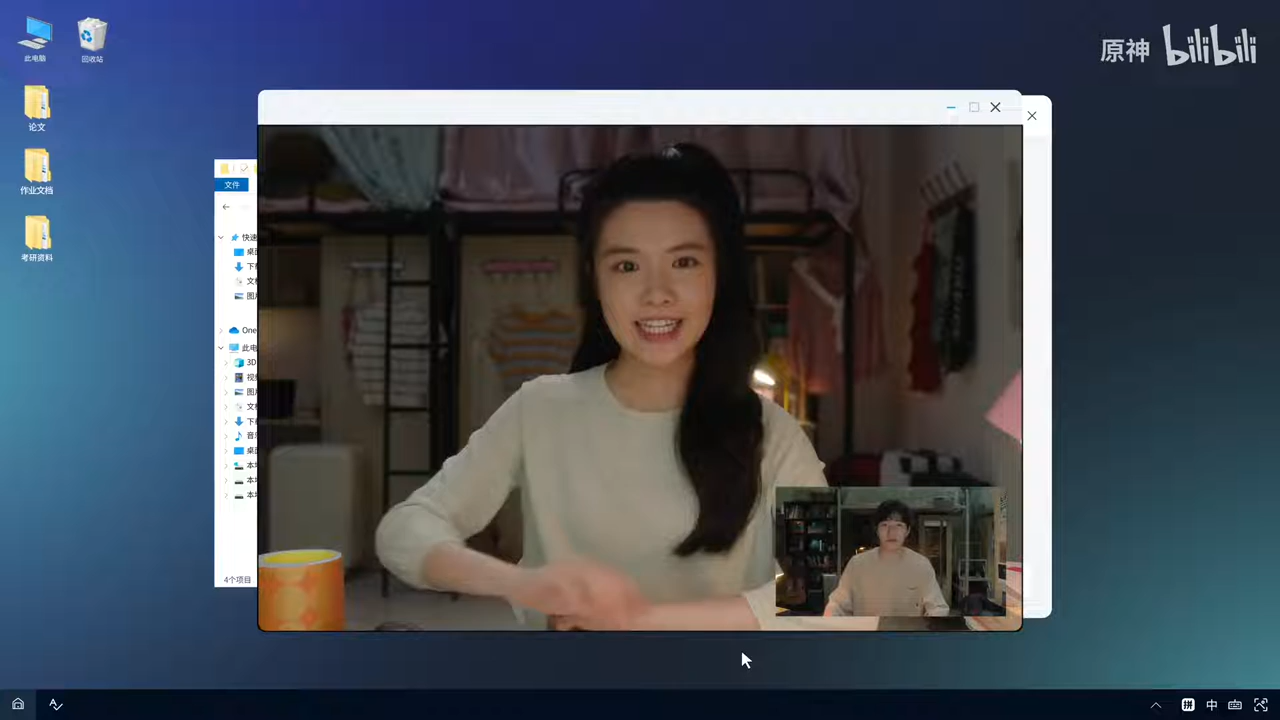 原神 bilibili
此电脑
回收站
论文
作业文档
考研资料
文件
快速
桌面
下
文
图
One
此电
3D
视
图
文
下
音
桌
本
本
本
4个项目
拼
中